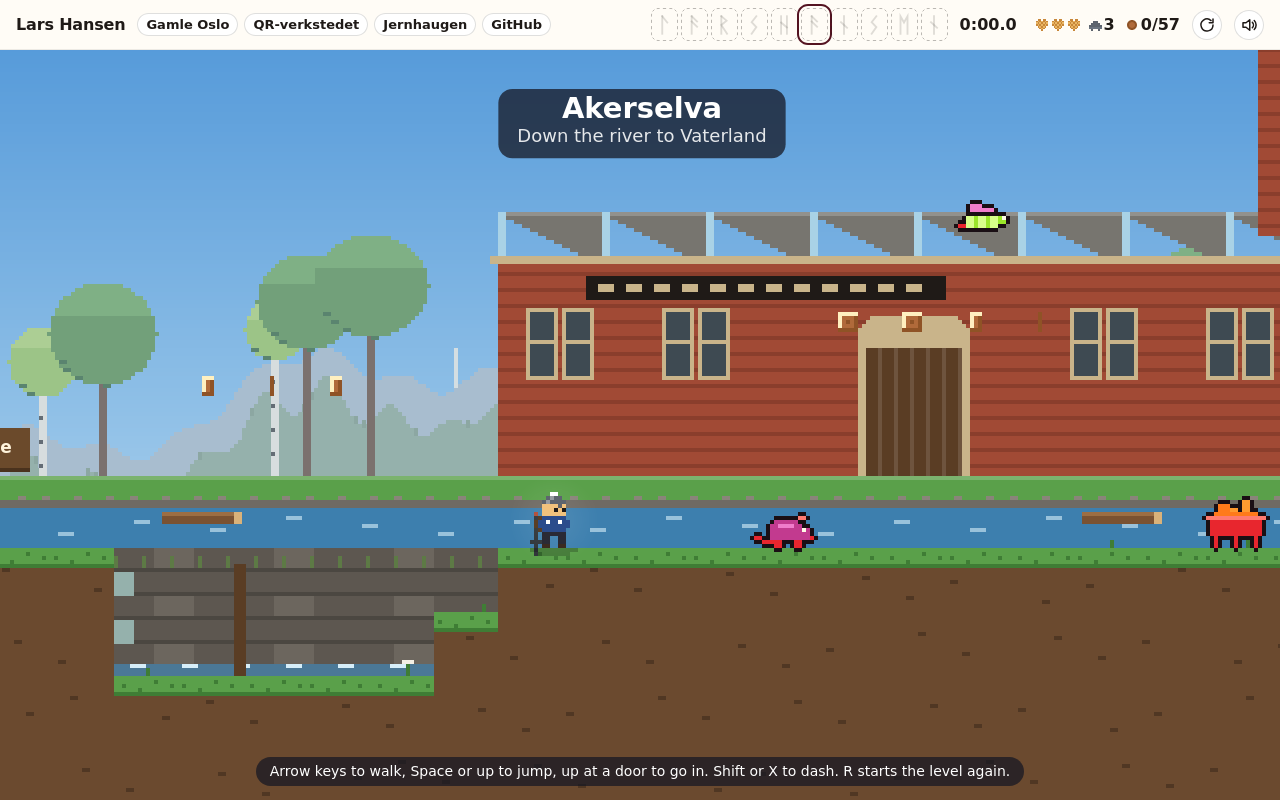 Lars Hansen
Gamle Oslo
QR-verkstedet
Jernhaugen
GitHub
ᛚ ᚨ ᚱ ᛊ ᚺ ᚨ ᚾ ᛊ ᛖ ᚾ
0:00.0
3
0/57
Akerselva
Down the river to Vaterland
e
Arrow keys to walk, Space or up to jump, up at a door to go in. Shift or X to dash. R starts the level again.